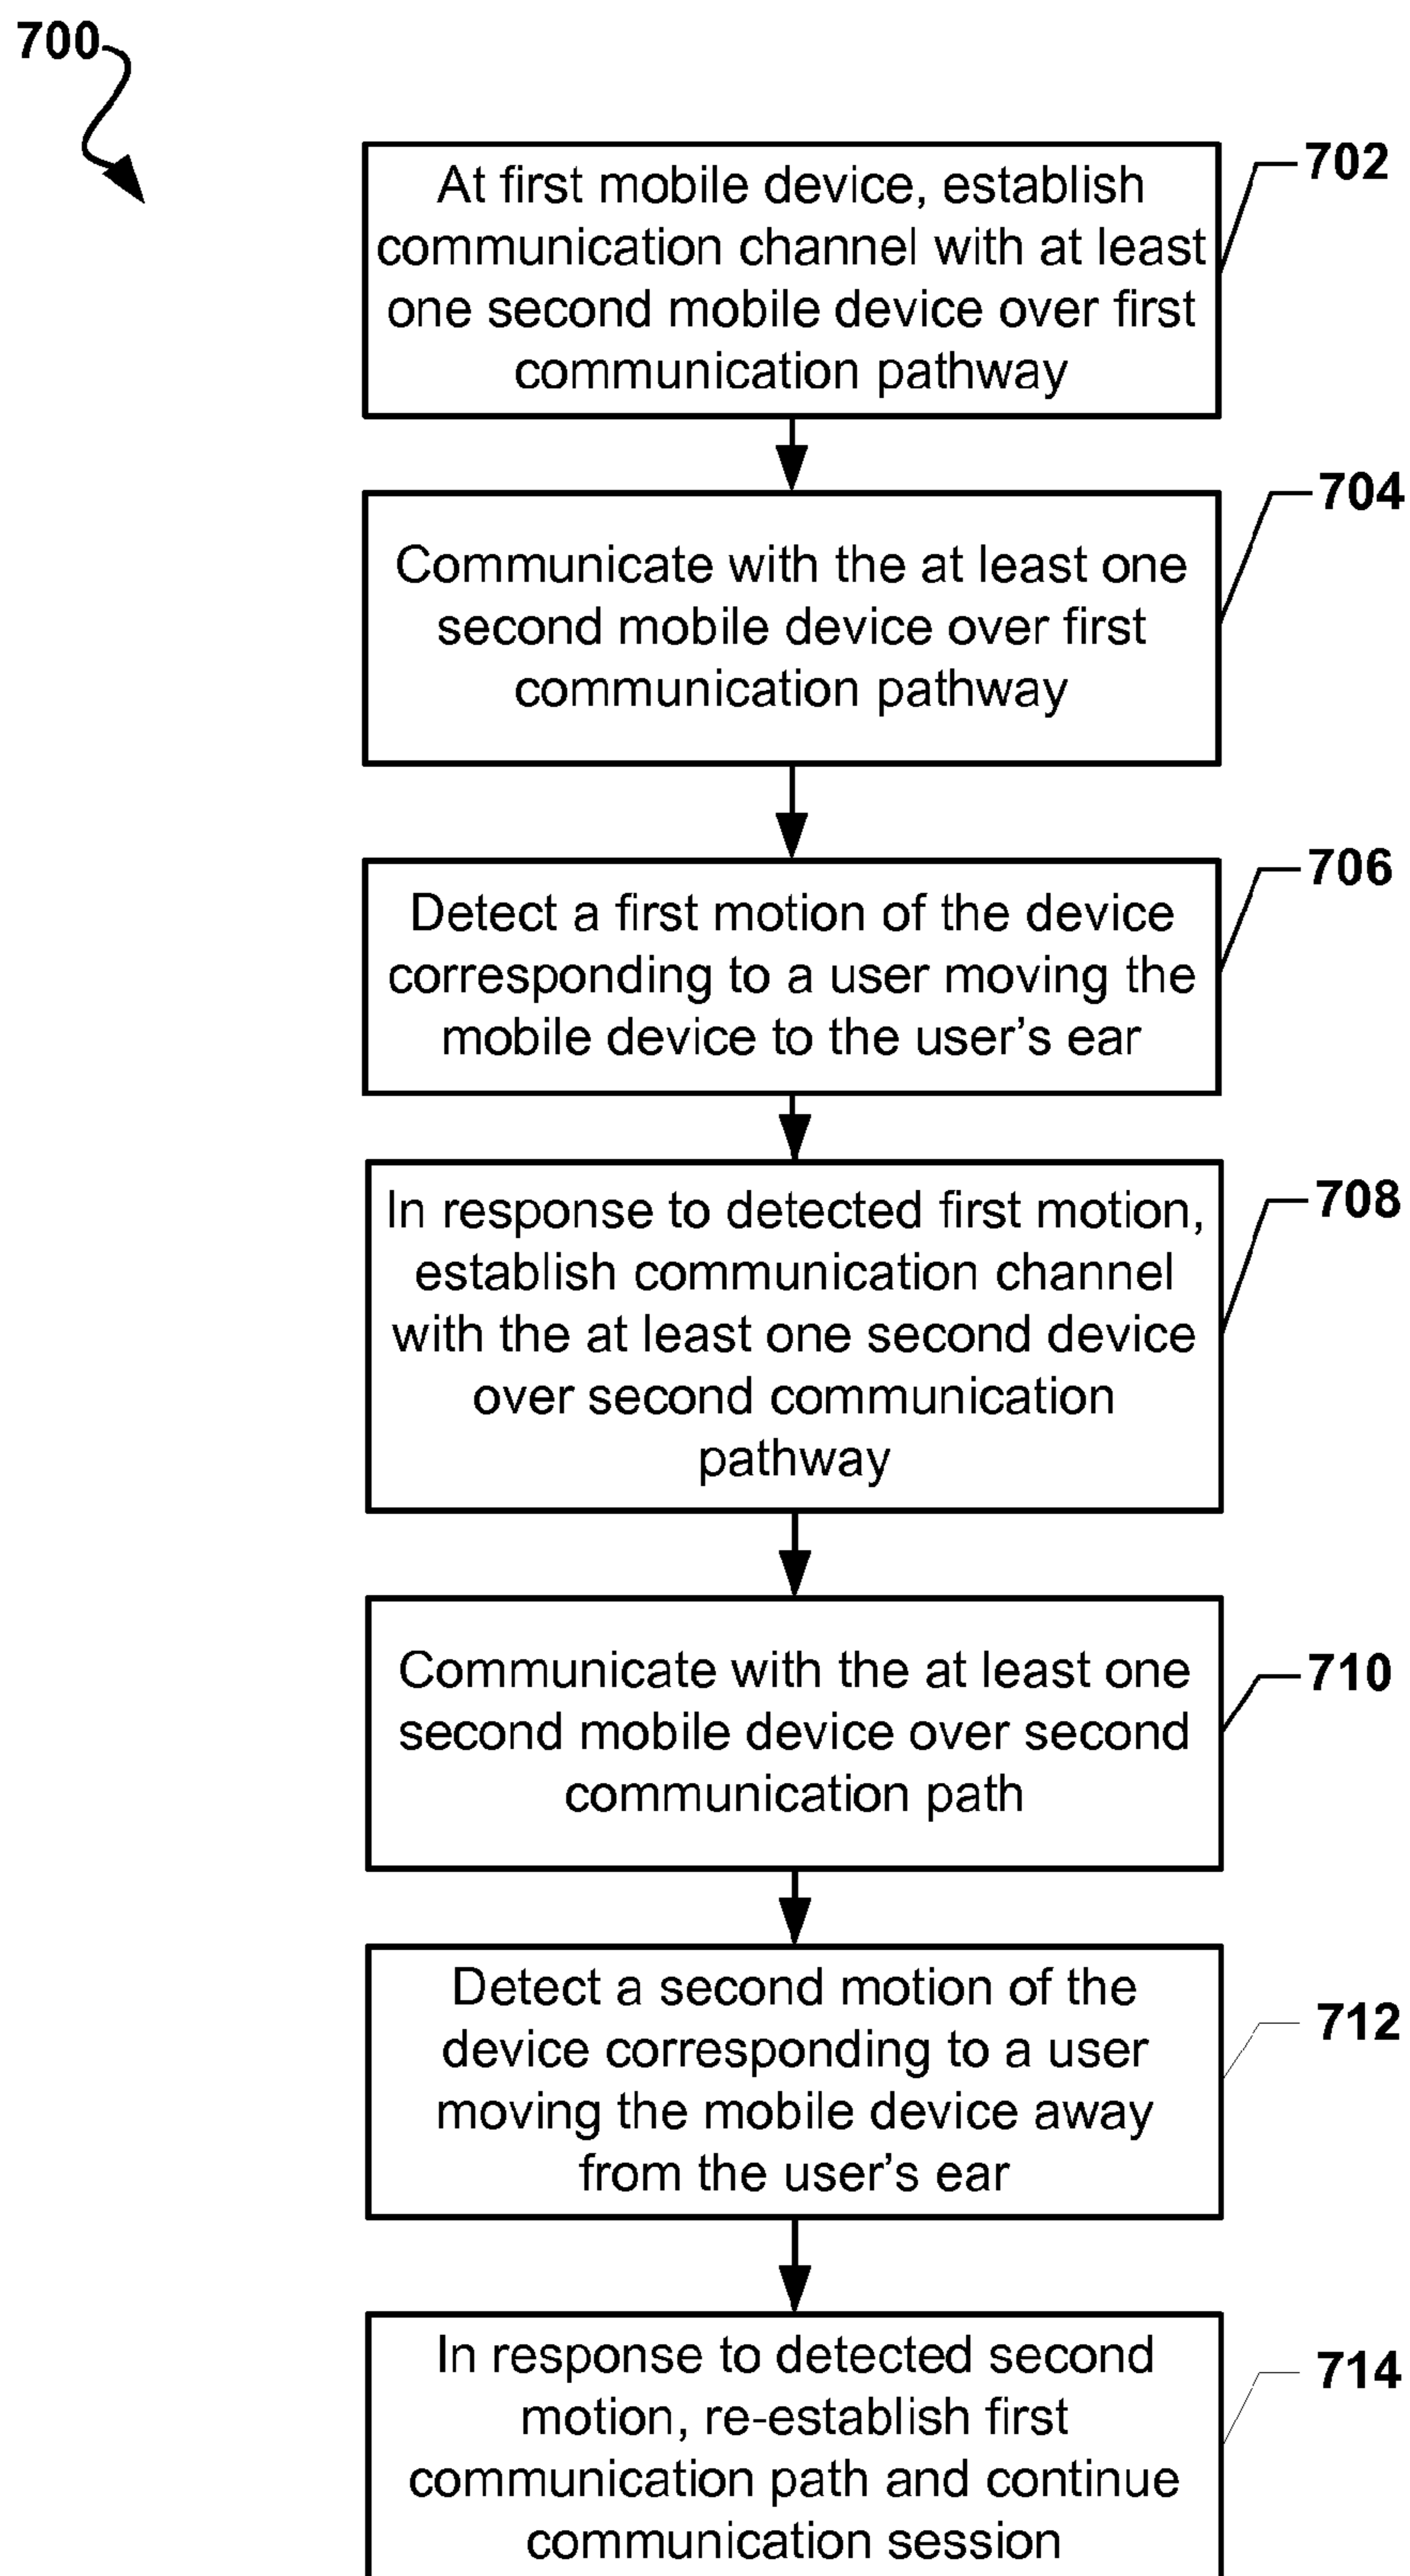 700
702
At first mobile device, establish
communication channel with at least
one second mobile device over first
communication pathway
704
Communicate with the at least one
second mobile device over first
communication pathway
706
Detect a first motion of the device
corresponding to a user moving the
mobile device to the user's ear
708
In response to detected first motion,
establish communication channel
with the at least one second device
over second communication
pathway
710
Communicate with the at least one
second mobile device over second
communication path
712
Detect a second motion of the
device corresponding to a user
moving the mobile device away
from the user's ear
714
In response to detected second
motion, re-establish first
communication path and continue
communication session